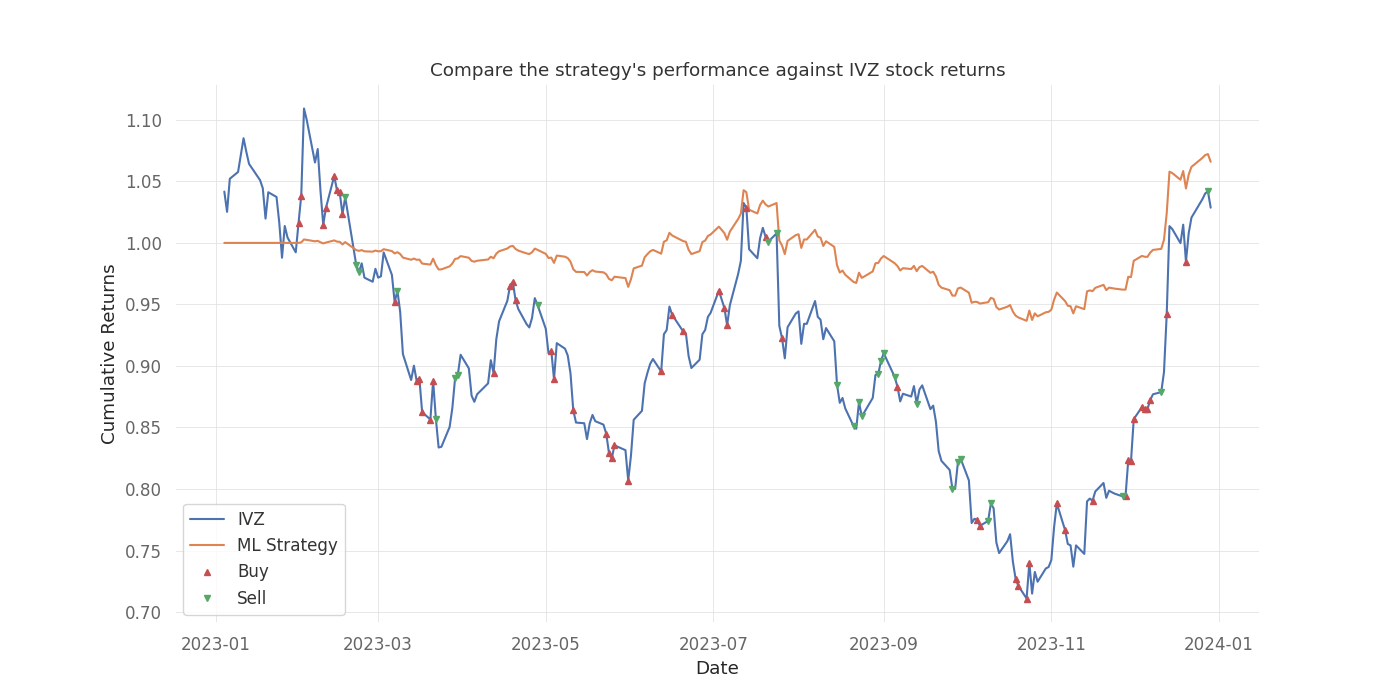 Compare the strategy's performance against IVZ stock returns
Cumulative Returns
1.10
1.05
1.00
0.95
0.90
0.85
0.80
0.75
0.70
IVZ
ML Strategy
Buy
Sell
2023-01
2023-03
2023-05
2023-07
2023-09
2023-11
2024-01
Date